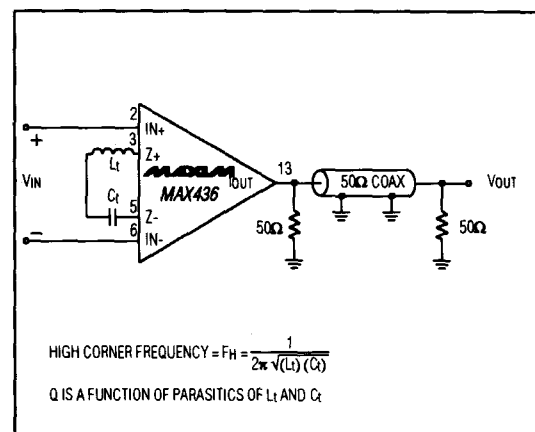 2
IN+
+
3
Z+
Lt
MAXIM
MAX436
IOUT
13
50Ω COAX
VOUT
VIN
Ct
5
Z-
6
IN-
−
50Ω
50Ω
HIGH CORNER FREQUENCY = FH = 1 / 2π √(Lt) (Ct)
Q IS A FUNCTION OF PARASITICS OF Lt AND Ct